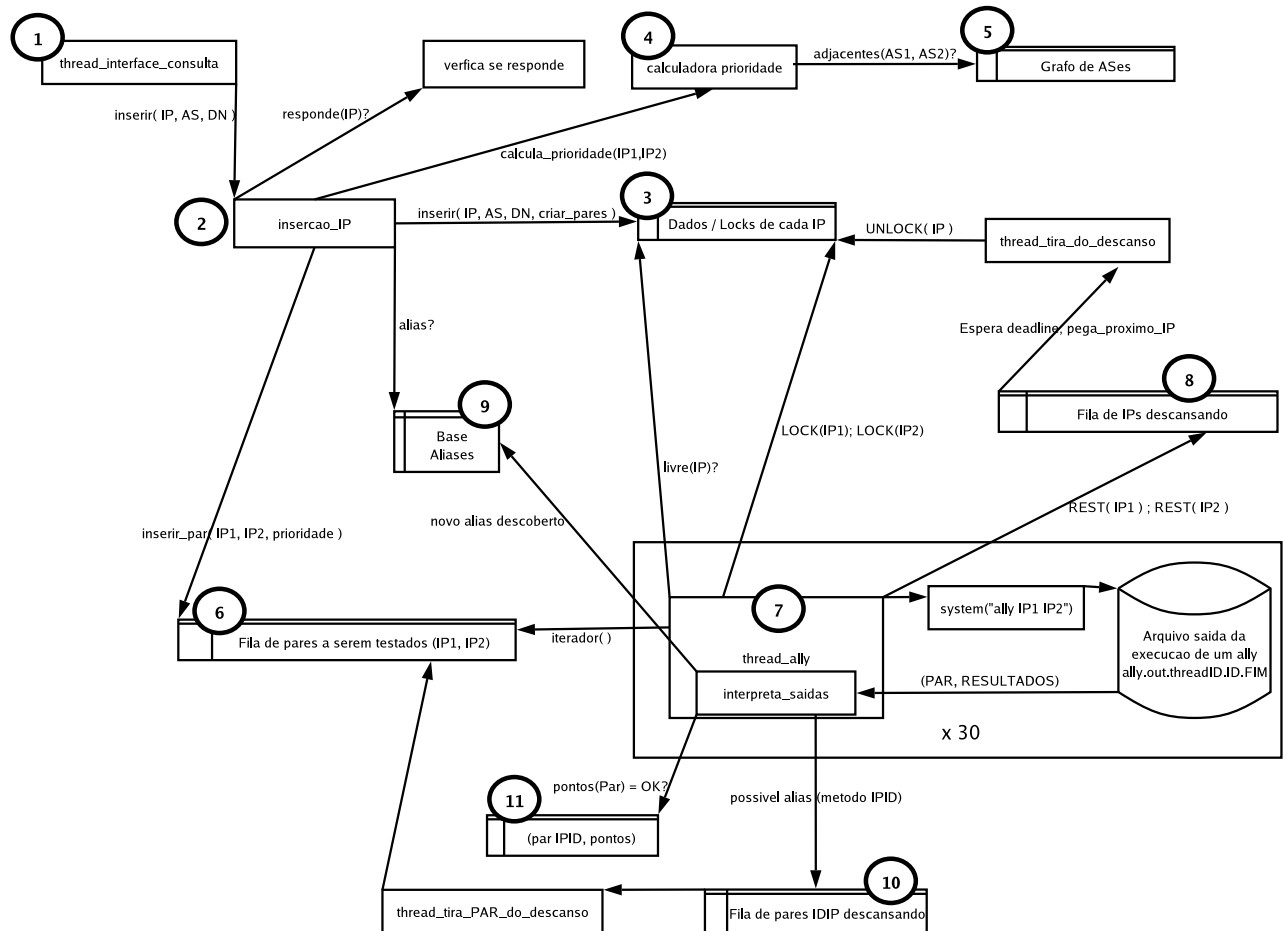 1
thread_interface_consulta
inserir( IP, AS, DN )
verfica se responde
responde(IP)?
4
calculadora prioridade
adjacentes(AS1, AS2)?
5
Grafo de ASes
calcula_prioridade(IP1,IP2)
2
insercao_IP
inserir( IP, AS, DN, criar_pares )
3
Dados / Locks de cada IP
UNLOCK( IP )
thread_tira_do_descanso
alias?
Espera deadline; pega_proximo_IP
8
Fila de IPs descansando
9
Base
Aliases
LOCK(IP1); LOCK(IP2)
livre(IP)?
novo alias descoberto
REST( IP1 ) ; REST( IP2 )
inserir_par( IP1, IP2, prioridade )
6
Fila de pares a serem testados (IP1, IP2)
iterador( )
7
thread_ally
interpreta_saidas
system("ally IP1 IP2")
Arquivo saida da
execucao de um ally
ally.out.threadID.ID.FIM
(PAR, RESULTADOS)
x 30
pontos(Par) = OK?
possivel alias (metodo IPID)
11
(par IPID, pontos)
10
Fila de pares IDIP descansando
thread_tira_PAR_do_descanso